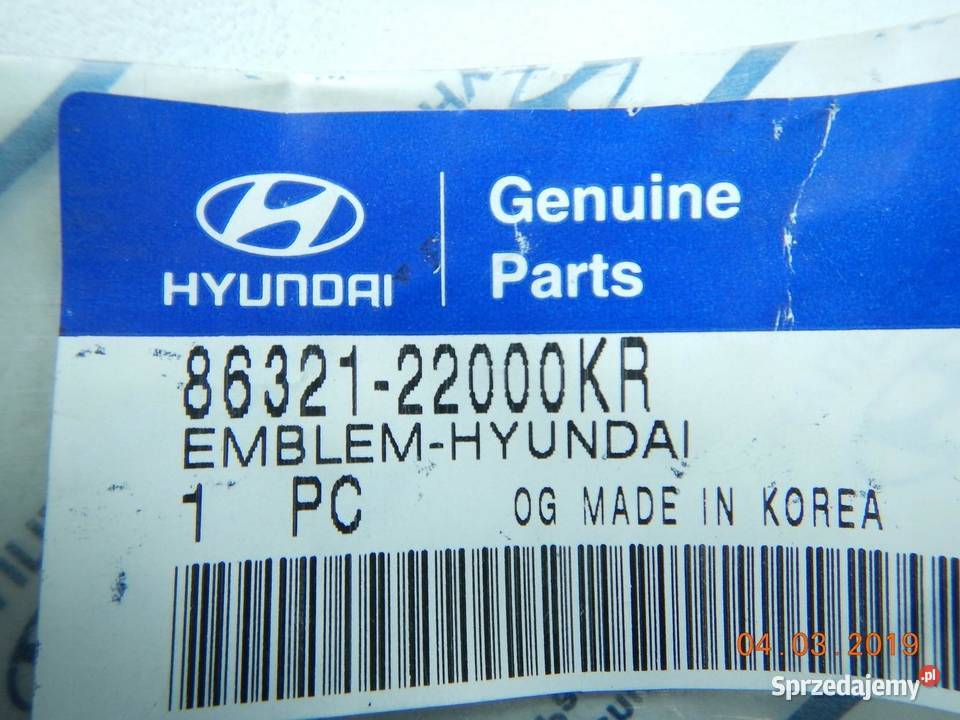 HYUNDAI
Genuine
Parts
86321-22000KR
EMBLEM-HYUNDAI
1 PC OG MADE IN KOREA
04.03.2019
Sprzedajemy.pl